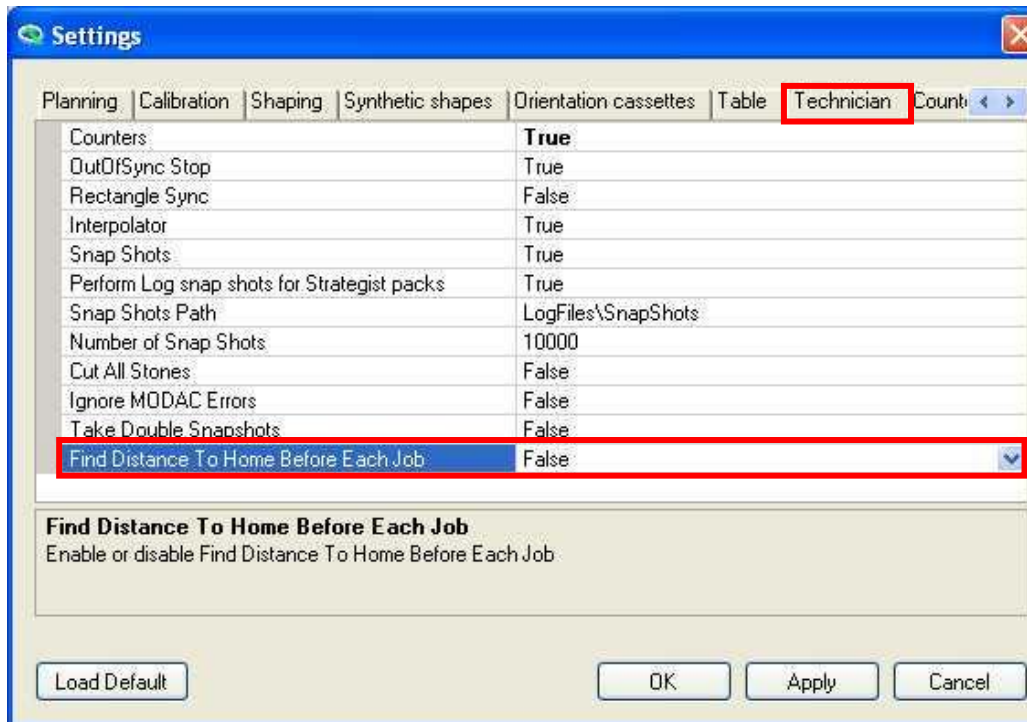 Settings
Planning Calibration Shaping Synthetic shapes Orientation cassettes Table Technician Count
Counters True
OutOfSync Stop True
Rectangle Sync False
Interpolator True
Snap Shots True
Perform Log snap shots for Strategist packs True
Snap Shots Path LogFiles\SnapShots
Number of Snap Shots 10000
Cut All Stones False
Ignore MODAC Errors False
Take Double Snapshots False
Find Distance To Home Before Each Job False
Find Distance To Home Before Each Job
Enable or disable Find Distance To Home Before Each Job
Load Default OK Apply Cancel